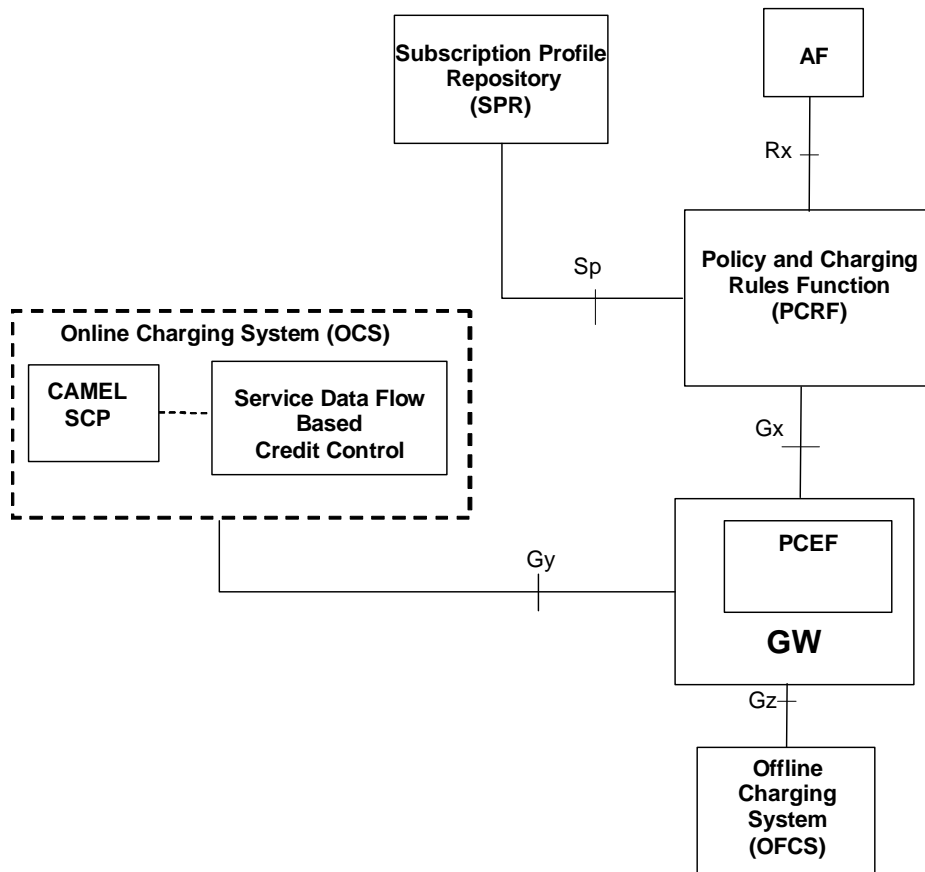 Subscription Profile
Repository
(SPR)
AF
Rx
Sp
Policy and Charging
Rules Function
(PCRF)
Online Charging System (OCS)
CAMEL
SCP
Service Data Flow
Based
Credit Control
Gx
Gy
PCEF
GW
Gz
Offline
Charging
System
(OFCS)